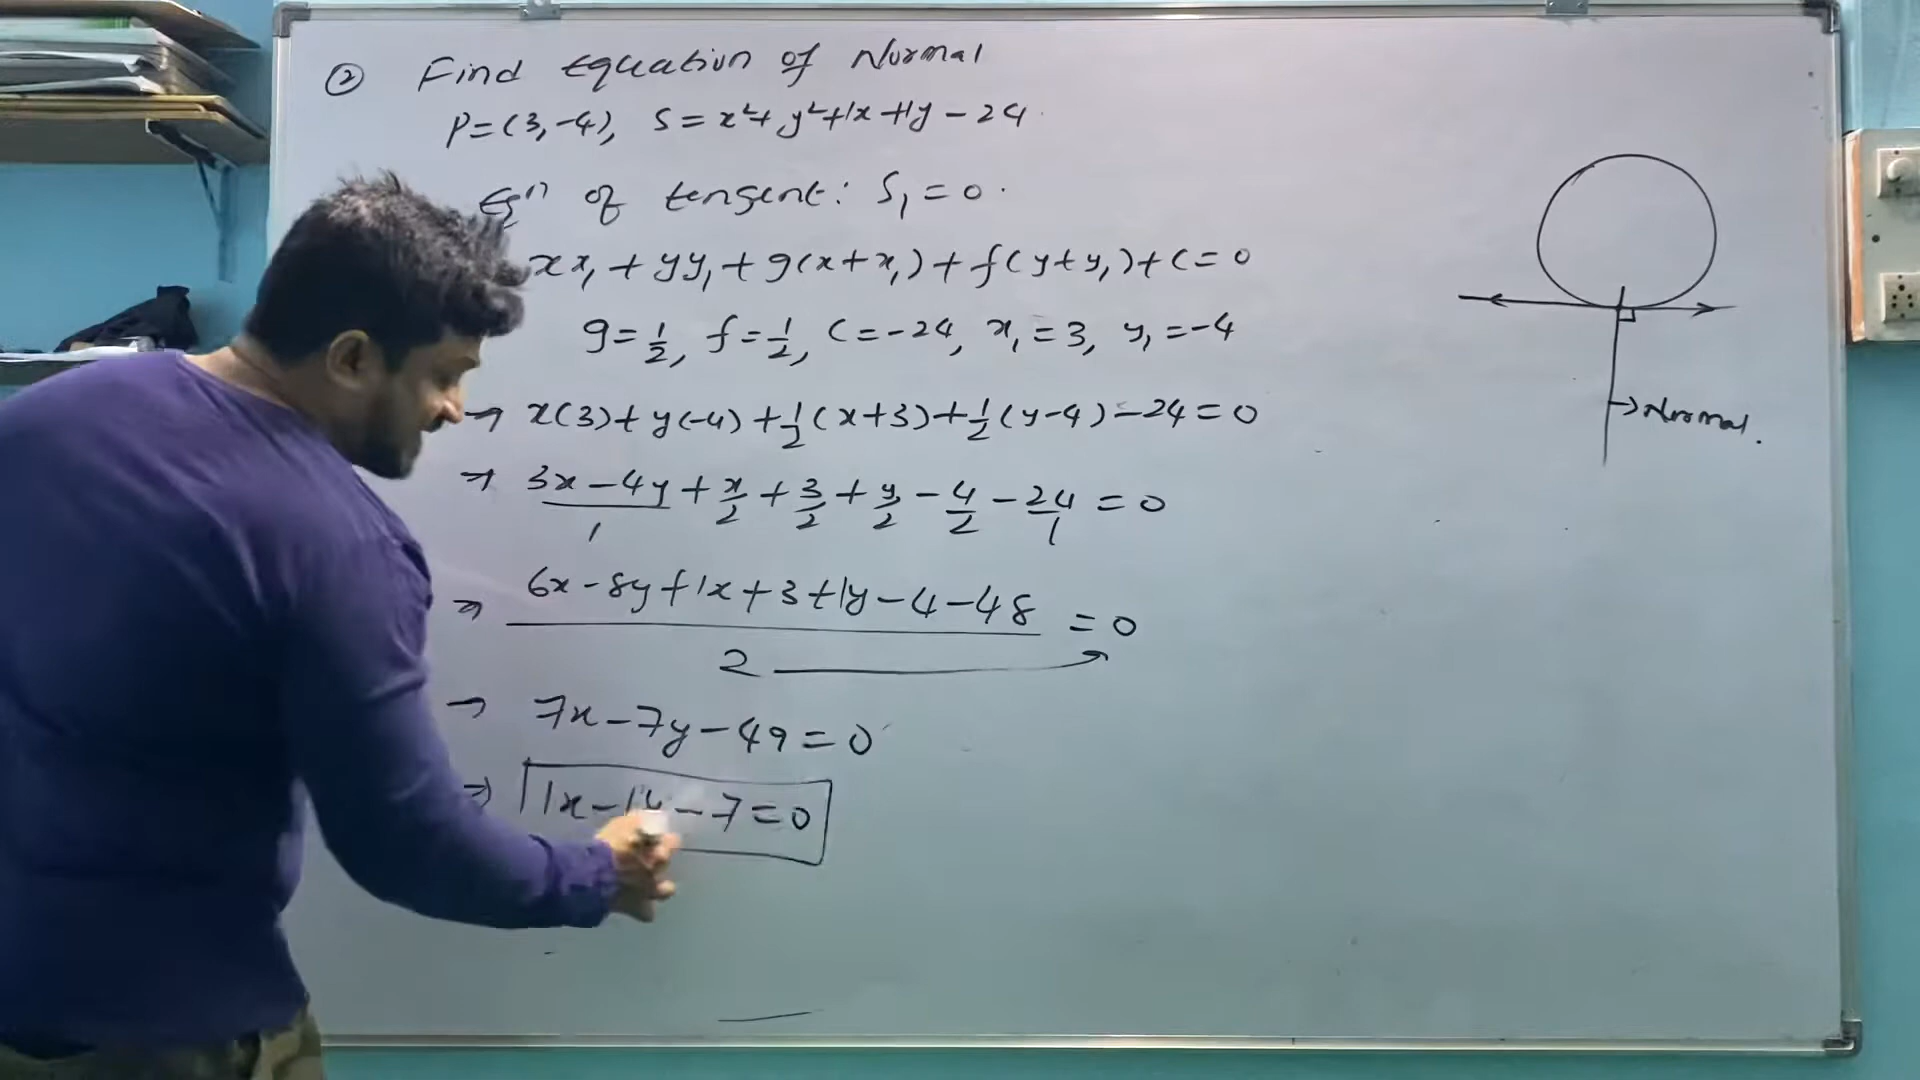 ② Find Equation of Normal
P=(3,-4), S=x²+y²+1x+1y-24
Eqⁿ of tengent: S₁=0.
xx₁+yy₁+g(x+x₁)+f(y+y₁)+c=0
g=1/2, f=1/2, c=-24, x₁=3, y₁=-4
→ x(3)+y(-4)+1/2(x+3)+1/2(y-4)-24=0
→ (3x-4y)/1+x/2+3/2+y/2-4/2-24/1=0
⇒ (6x-8y+1x+3+1y-4-48)/2=0
→ 7x-7y-49=0
⇒ 1x-1y-7=0
→Normal.